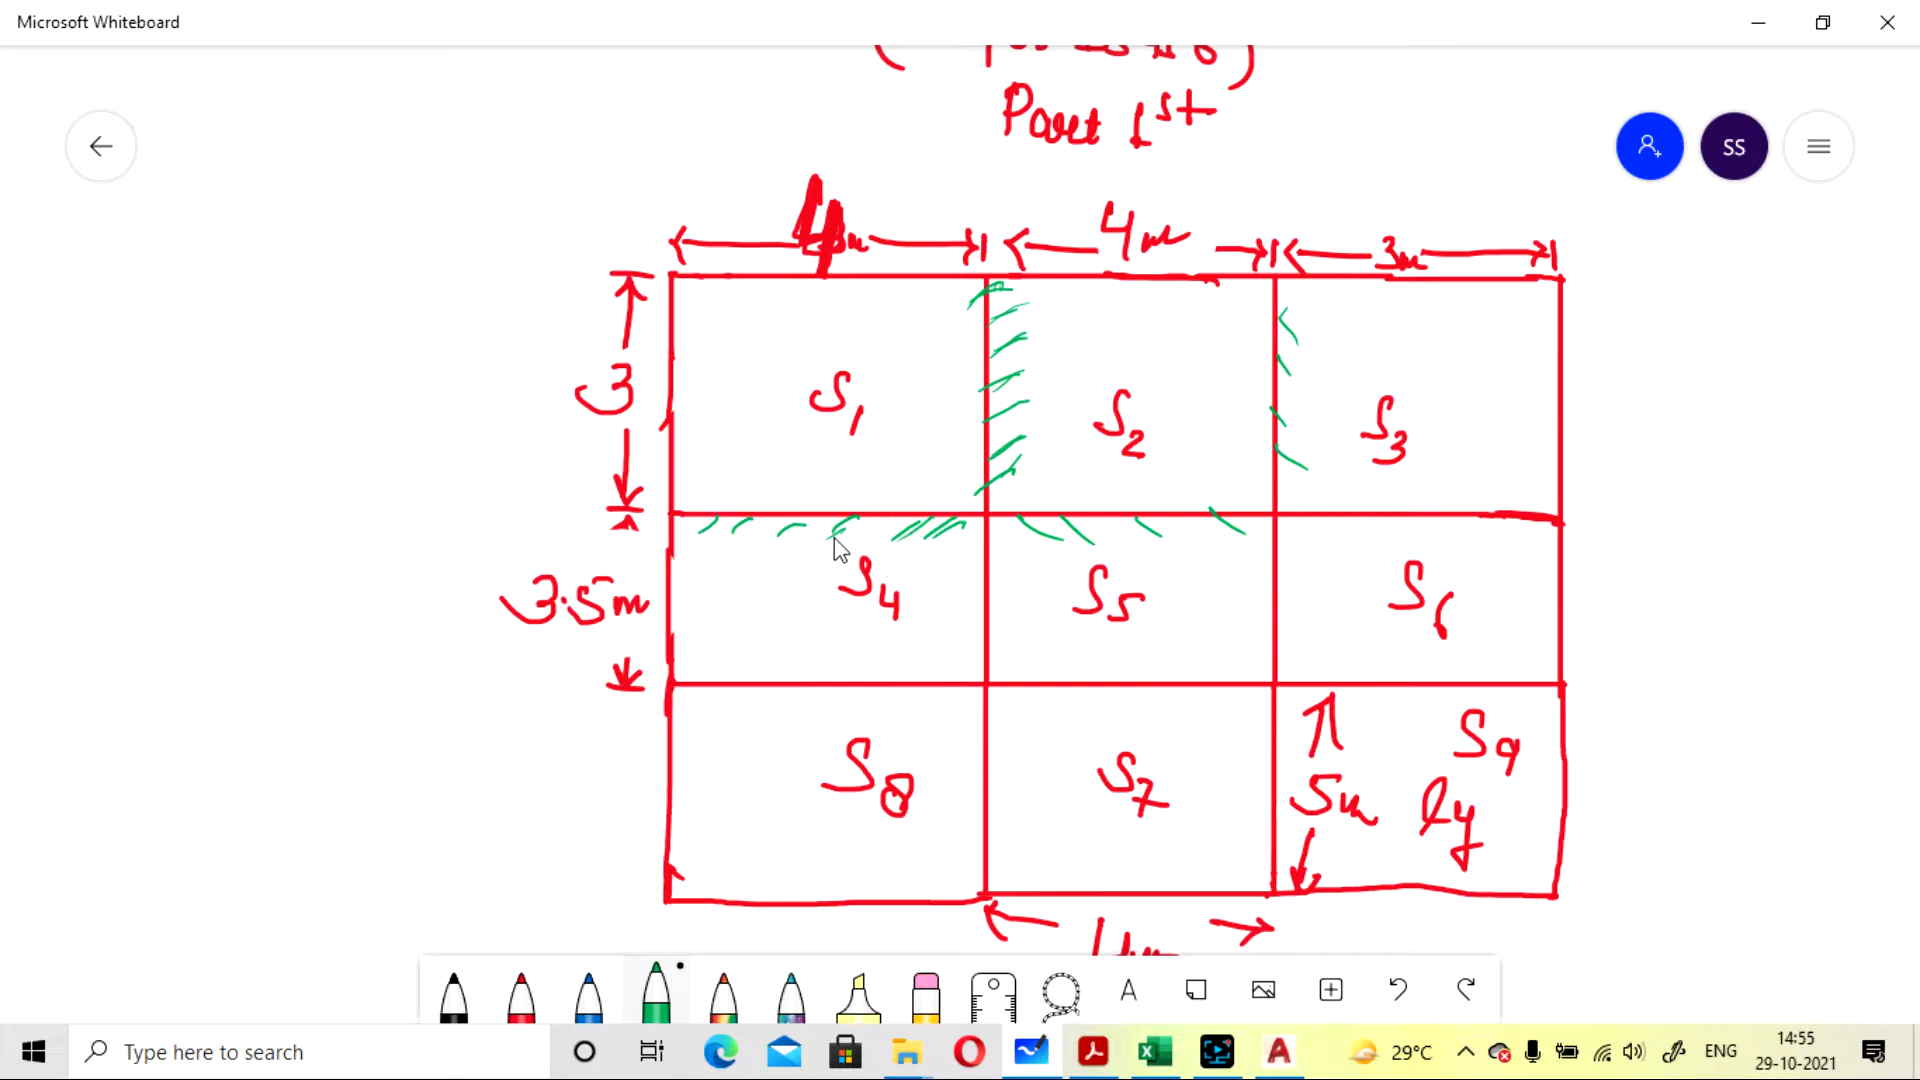 Microsoft Whiteboard
Part 1st
SS
4m 4m 3m
3
S1 S2 S3
3.5m
S4 S5 S6
S8 S7 S9
5m ly
A
Type here to search
29°C ENG
14:55
29-10-2021